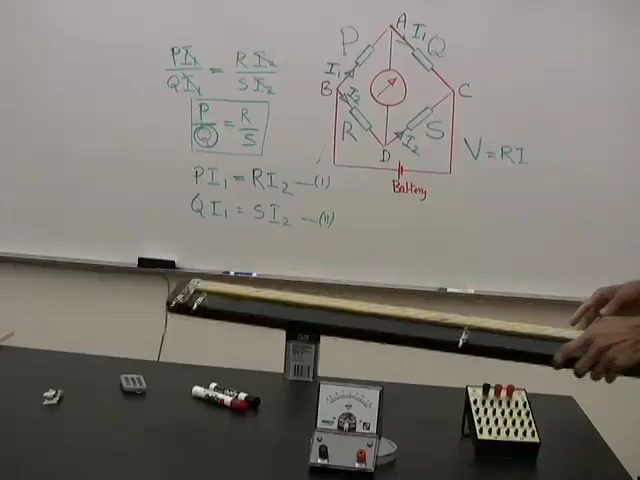 PI₁/QI₁ = RI₂/SI₂
P/Q = R/S
PI₁ = RI₂ —(I)
QI₁ = SI₂ —(II)
A
P
I₁
Q
I₁
B
C
I₂
R
S
D
I₂
V=RI
Battery